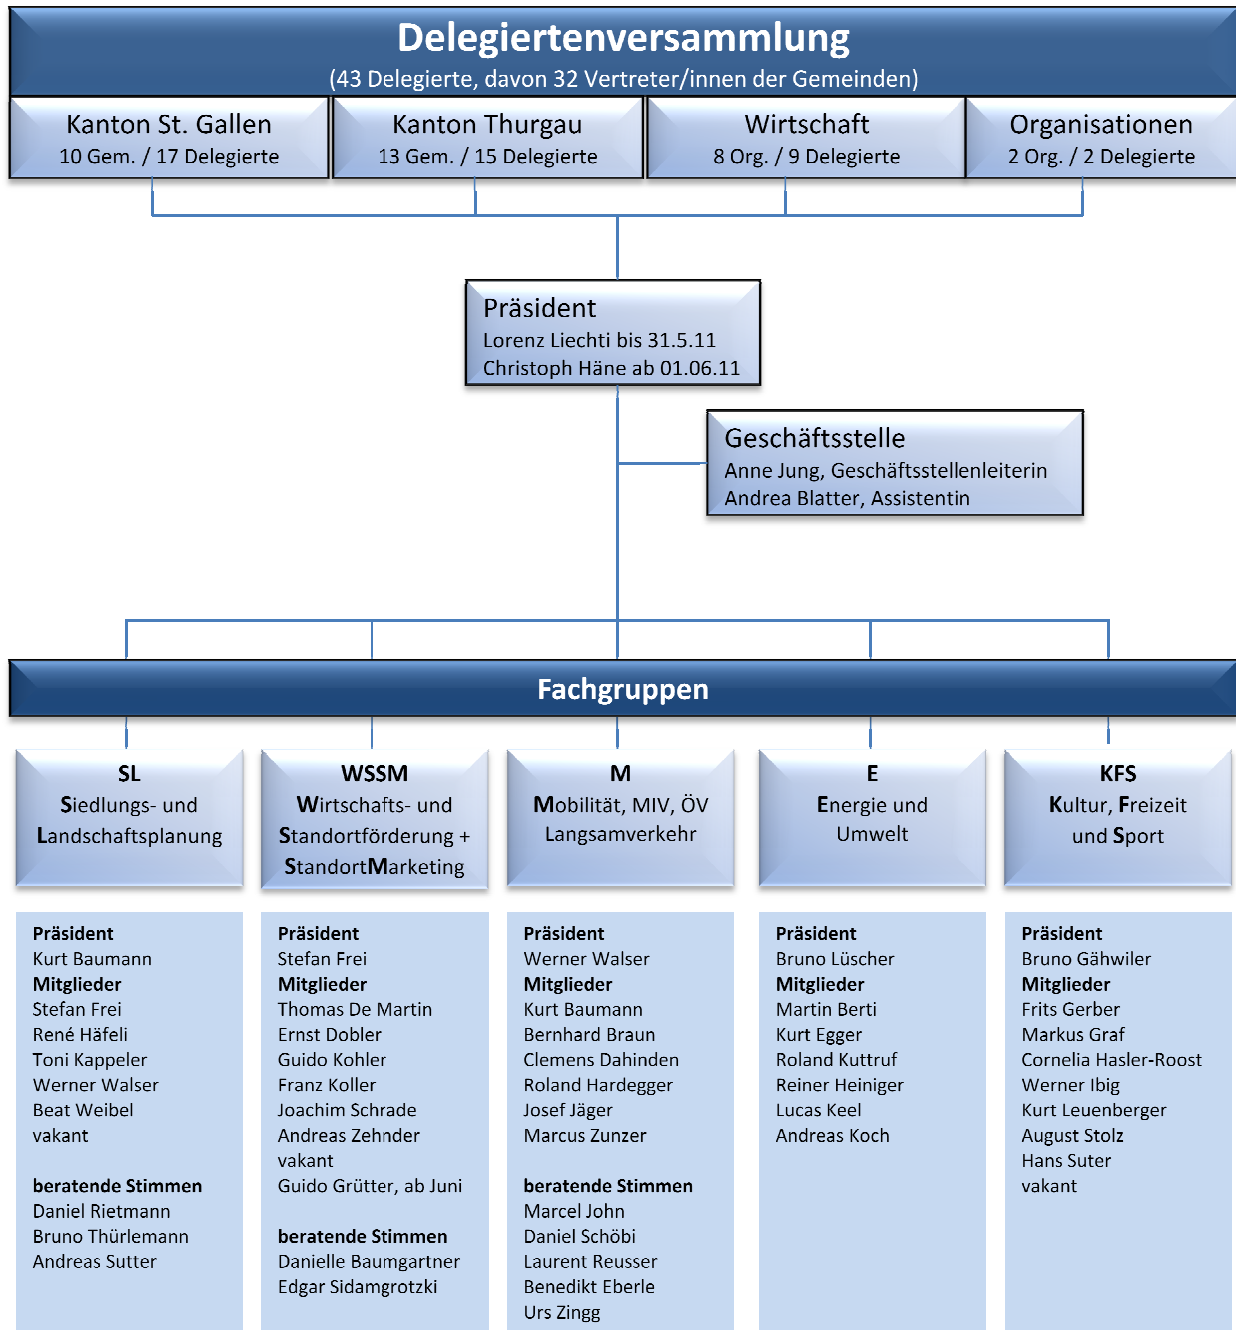 Delegiertenversammlung
(43 Delegierte, davon 32 Vertreter/innen der Gemeinden)
Kanton St. Gallen
10 Gem. / 17 Delegierte
Kanton Thurgau
13 Gem. / 15 Delegierte
Wirtschaft
8 Org. / 9 Delegierte
Organisationen
2 Org. / 2 Delegierte
Präsident
Lorenz Liechti bis 31.5.11
Christoph Häne ab 01.06.11
Geschäftsstelle
Anne Jung, Geschäftsstellenleiterin
Andrea Blatter, Assistentin
Fachgruppen
SL
Siedlungs- und
Landschaftsplanung
WSSM
Wirtschafts- und
Standortförderung +
StandortMarketing
M
Mobilität, MIV, ÖV
Langsamverkehr
E
Energie und
Umwelt
KFS
Kultur, Freizeit
und Sport
Präsident
Kurt Baumann
Mitglieder
Stefan Frei
René Häfeli
Toni Kappeler
Werner Walser
Beat Weibel
vakant
beratende Stimmen
Daniel Rietmann
Bruno Thürlemann
Andreas Sutter
Präsident
Stefan Frei
Mitglieder
Thomas De Martin
Ernst Dobler
Guido Kohler
Franz Koller
Joachim Schrade
Andreas Zehnder
vakant
Guido Grütter, ab Juni
beratende Stimmen
Danielle Baumgartner
Edgar Sidamgrotzki
Präsident
Werner Walser
Mitglieder
Kurt Baumann
Bernhard Braun
Clemens Dahinden
Roland Hardegger
Josef Jäger
Marcus Zunzer
beratende Stimmen
Marcel John
Daniel Schöbi
Laurent Reusser
Benedikt Eberle
Urs Zingg
Präsident
Bruno Lüscher
Mitglieder
Martin Berti
Kurt Egger
Roland Kuttruf
Reiner Heiniger
Lucas Keel
Andreas Koch
Präsident
Bruno Gähwiler
Mitglieder
Frits Gerber
Markus Graf
Cornelia Hasler-Roost
Werner Ibig
Kurt Leuenberger
August Stolz
Hans Suter
vakant